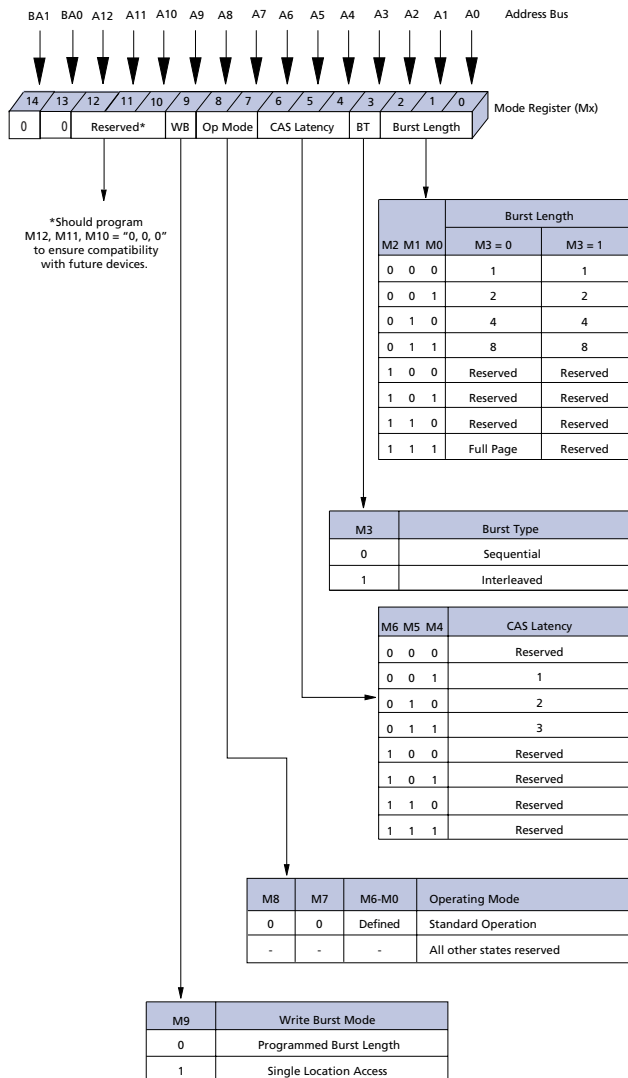 BA1 BA0 A12 A11 A10 A9 A8 A7 A6 A5 A4 A3 A2 A1 A0 Address Bus
14 13 12 11 10 9 8 7 6 5 4 3 2 1 0
Mode Register (Mx)
0 0 Reserved* WB Op Mode CAS Latency BT Burst Length
*Should program
M12, M11, M10 = “0, 0, 0”
to ensure compatibility
with future devices.
Burst Length
M2 M1 M0 M3 = 0 M3 = 1
0 0 0 1 1
0 0 1 2 2
0 1 0 4 4
0 1 1 8 8
1 0 0 Reserved Reserved
1 0 1 Reserved Reserved
1 1 0 Reserved Reserved
1 1 1 Full Page Reserved
M3 Burst Type
0 Sequential
1 Interleaved
M6 M5 M4 CAS Latency
0 0 0 Reserved
0 0 1 1
0 1 0 2
0 1 1 3
1 0 0 Reserved
1 0 1 Reserved
1 1 0 Reserved
1 1 1 Reserved
M8 M7 M6-M0 Operating Mode
0 0 Defined Standard Operation
- - - All other states reserved
M9 Write Burst Mode
0 Programmed Burst Length
1 Single Location Access